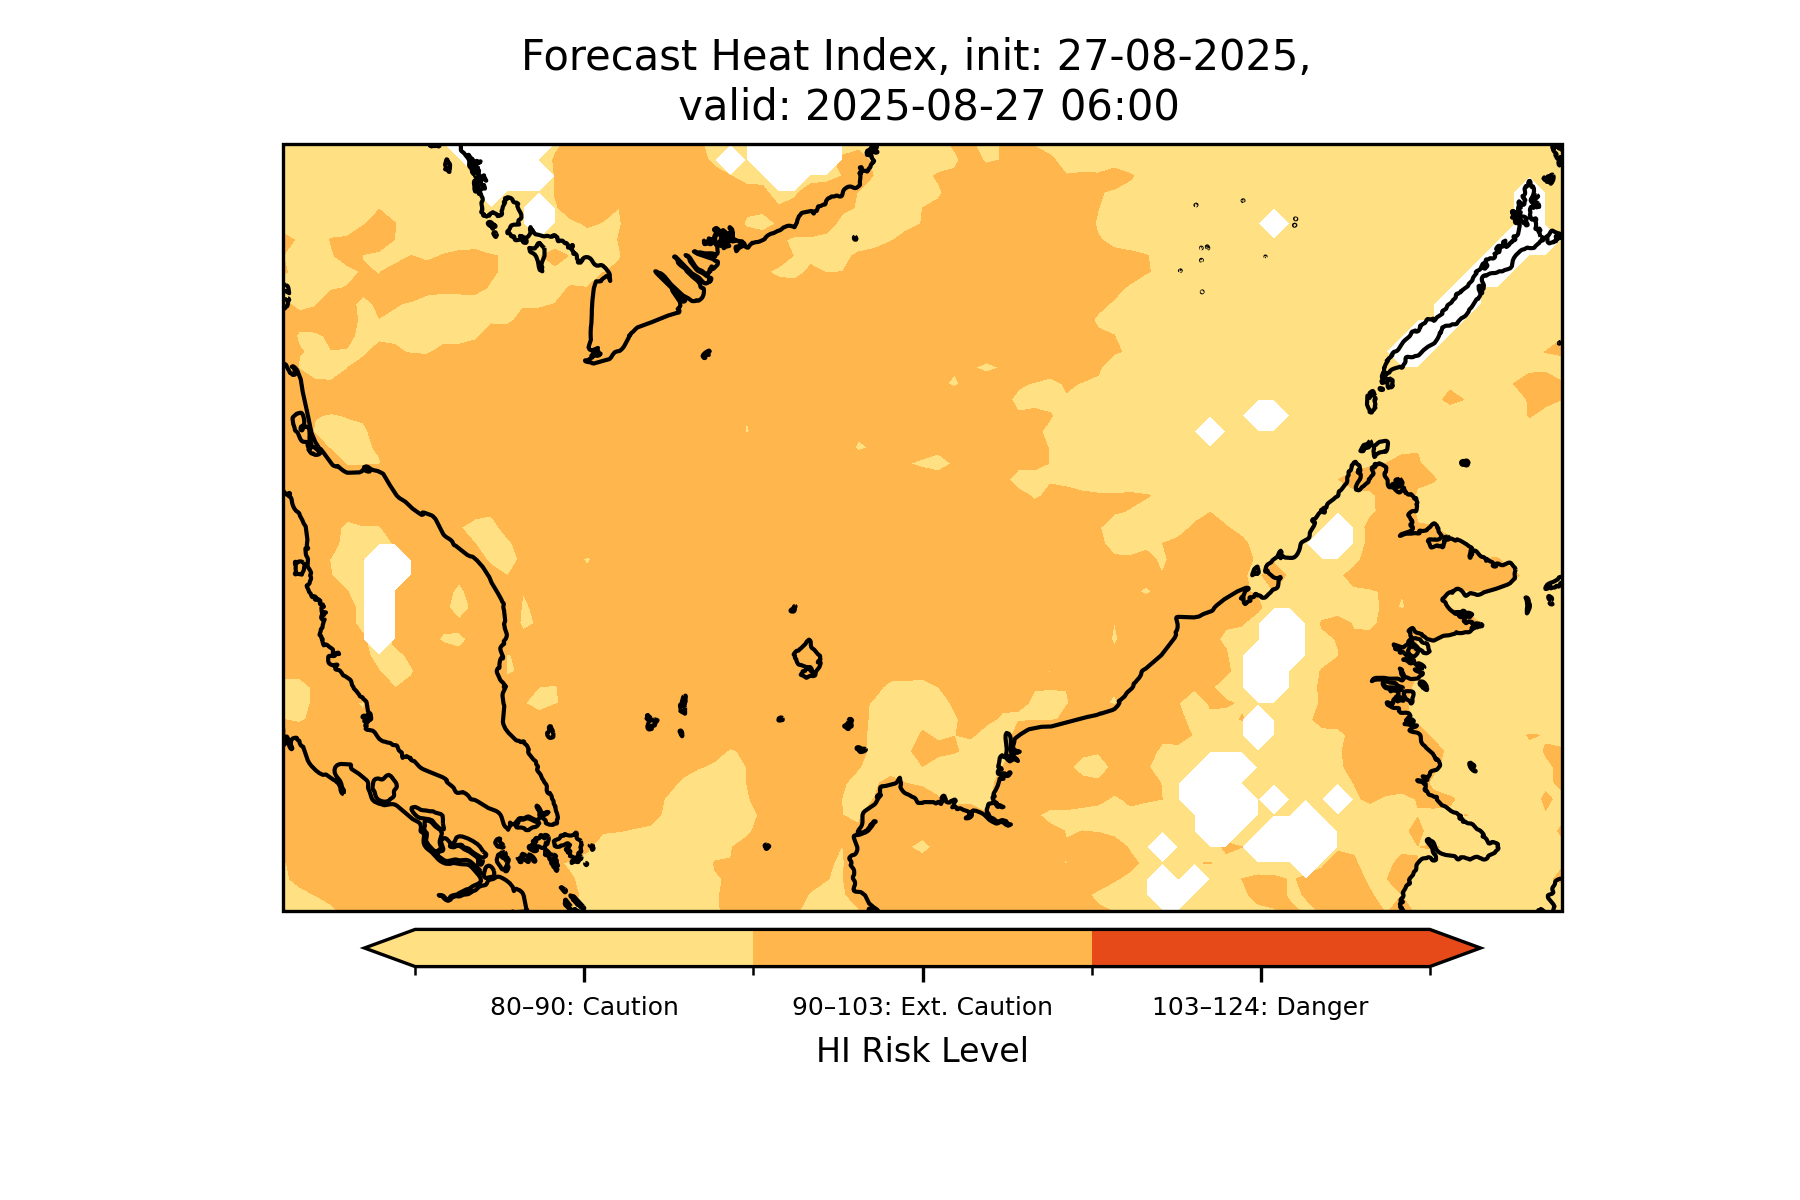 Forecast Heat Index, init: 27-08-2025,
valid: 2025-08-27 06:00
80–90: Caution
90–103: Ext. Caution
103–124: Danger
HI Risk Level